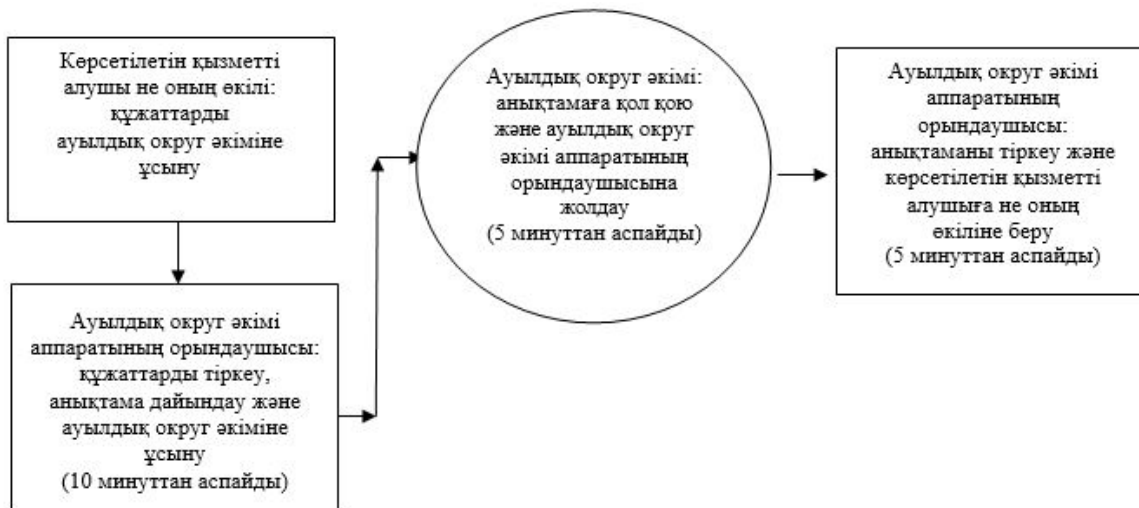 Көрсетілетін қызметті
алушы не оның өкілі:
құжаттарды
ауылдық округ әкіміне
ұсыну
Ауылдық округ әкімі
аппаратының орындаушысы:
құжаттарды тіркеу,
анықтама дайындау және
ауылдық округ әкіміне
ұсыну
(10 минуттан аспайды)
Ауылдық округ әкімі:
анықтамаға қол қою
және ауылдық округ
әкімі аппаратының
орындаушысына
жолдау
(5 минуттан аспайды)
Ауылдық округ әкімі
аппаратының
орындаушысы:
анықтаманы тіркеу және
көрсетілетін қызметті
алушыға не оның
өкіліне беру
(5 минуттан аспайды)